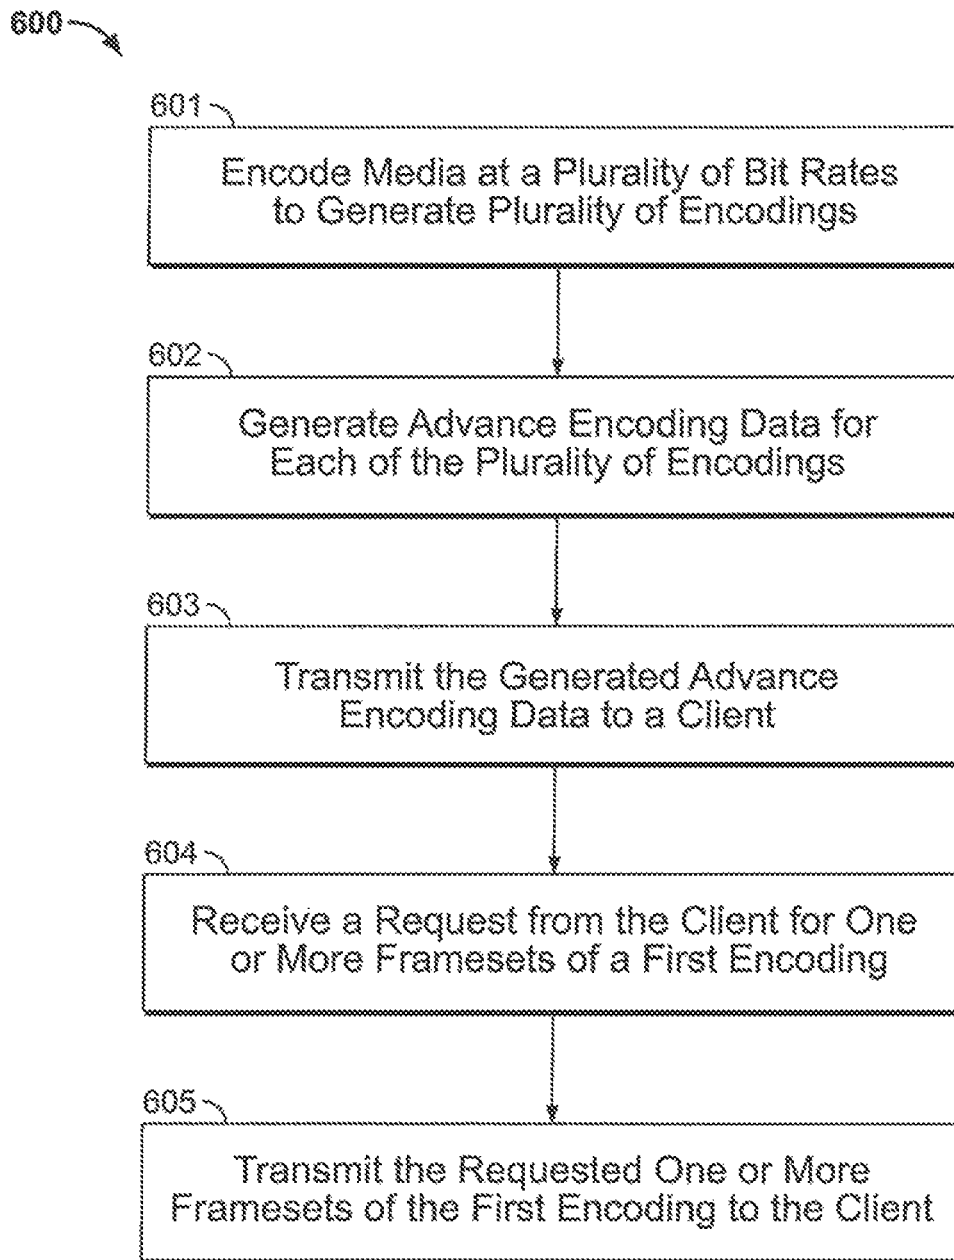 600
601
Encode Media at a Plurality of Bit Rates
to Generate Plurality of Encodings
602
Generate Advance Encoding Data for
Each of the Plurality of Encodings
603
Transmit the Generated Advance
Encoding Data to a Client
604
Receive a Request from the Client for One
or More Framesets of a First Encoding
605
Transmit the Requested One or More
Framesets of the First Encoding to the Client